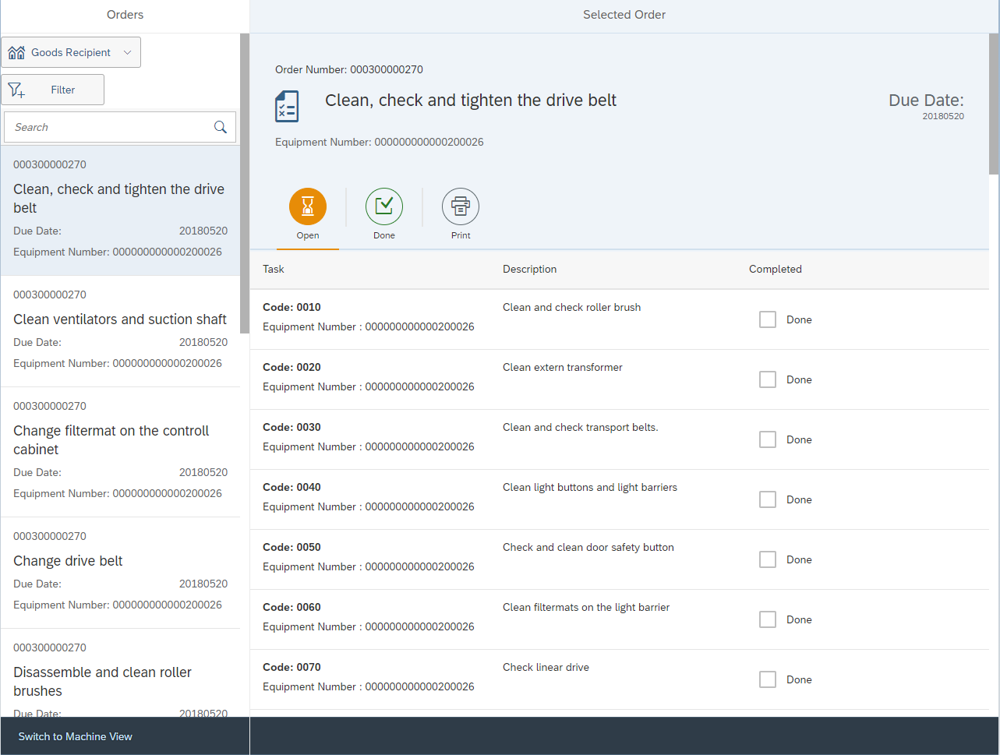 Orders
Selected Order
Goods Recipient
Filter
Search
000300000270
Clean, check and tighten the drive
belt
Due Date: 20180520
Equipment Number: 000000000000200026
000300000270
Clean ventilators and suction shaft
Due Date: 20180520
Equipment Number: 000000000000200026
000300000270
Change filtermat on the controll
cabinet
Due Date: 20180520
Equipment Number: 000000000000200026
000300000270
Change drive belt
Due Date: 20180520
Equipment Number: 000000000000200026
000300000270
Disassemble and clean roller
brushes
Due Date: 20180520
Switch to Machine View
Order Number: 000300000270
Clean, check and tighten the drive belt
Due Date:
20180520
Equipment Number: 000000000000200026
Open
Done
Print
Task Description Completed
Code: 0010 Clean and check roller brush
Equipment Number : 000000000000200026
Done
Code: 0020 Clean extern transformer
Equipment Number : 000000000000200026
Done
Code: 0030 Clean and check transport belts.
Equipment Number : 000000000000200026
Done
Code: 0040 Clean light buttons and light barriers
Equipment Number : 000000000000200026
Done
Code: 0050 Check and clean door safety button
Equipment Number : 000000000000200026
Done
Code: 0060 Clean filtermats on the light barrier
Equipment Number : 000000000000200026
Done
Code: 0070 Check linear drive
Equipment Number : 000000000000200026
Done